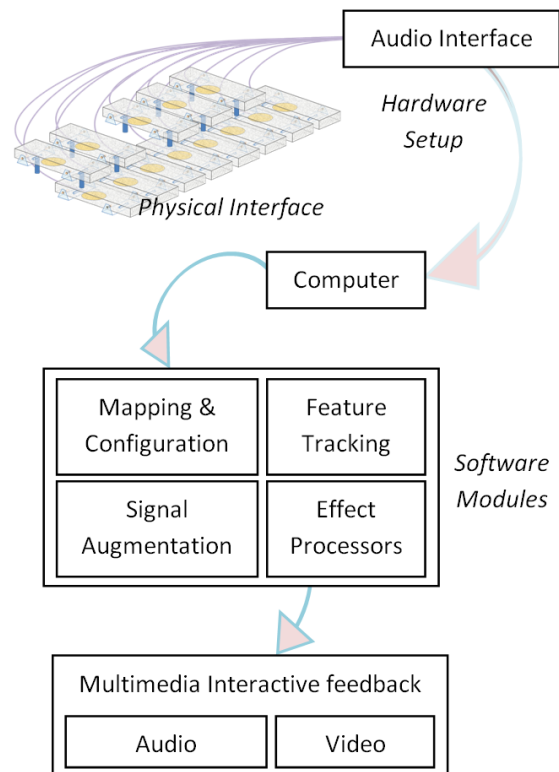 Audio Interface
Hardware
Setup
Physical Interface
Computer
Mapping &
Configuration
Feature
Tracking
Signal
Augmentation
Effect
Processors
Software
Modules
Multimedia Interactive feedback
Audio
Video